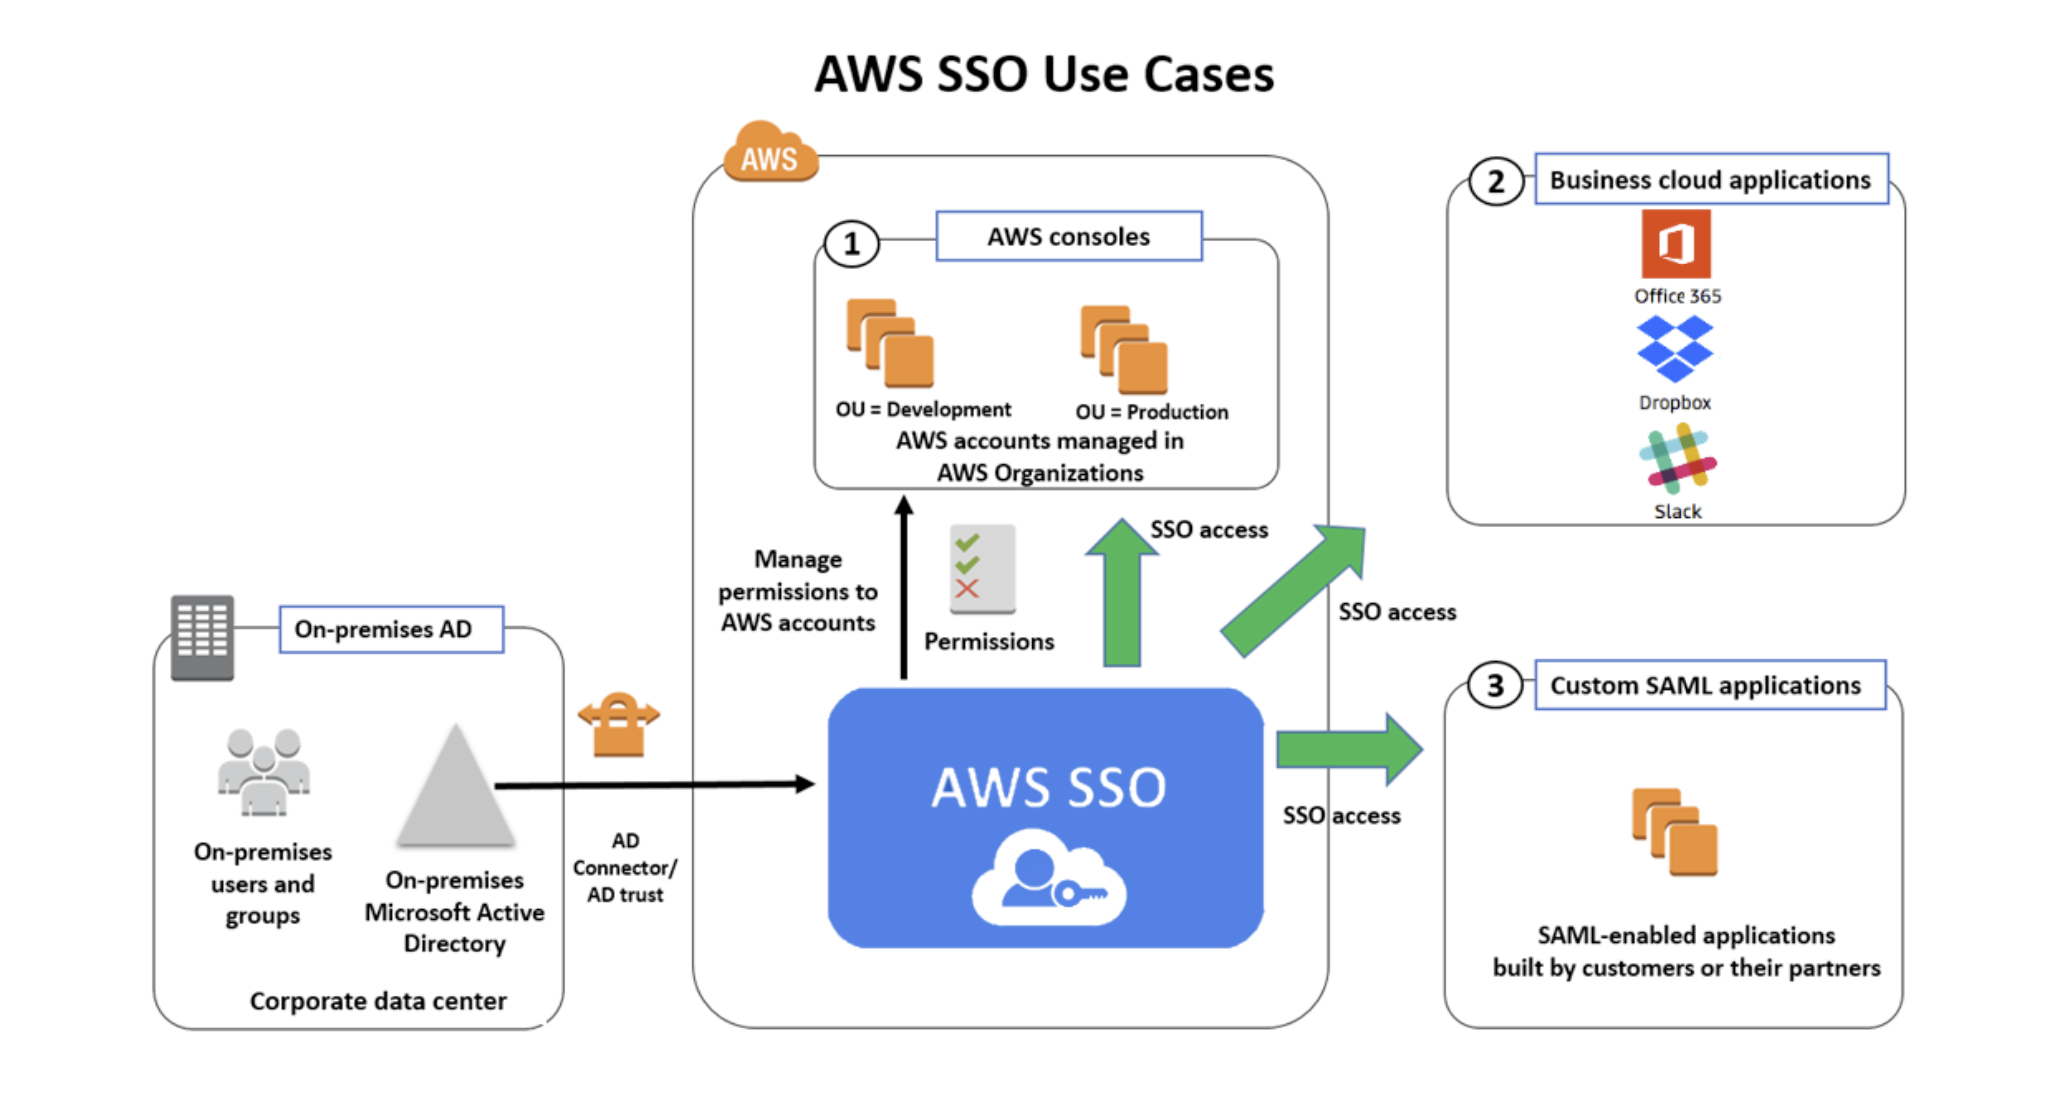 AWS SSO Use Cases
AWS
1
AWS consoles
OU = Development
OU = Production
AWS accounts managed in
AWS Organizations
2
Business cloud applications
Office 365
Dropbox
Slack
Manage
permissions to
AWS accounts
Permissions
SSO access
SSO access
On-premises AD
On-premises
users and
groups
On-premises
Microsoft Active
Directory
Corporate data center
AD
Connector/
AD trust
AWS SSO
SSO access
3
Custom SAML applications
SAML-enabled applications
built by customers or their partners